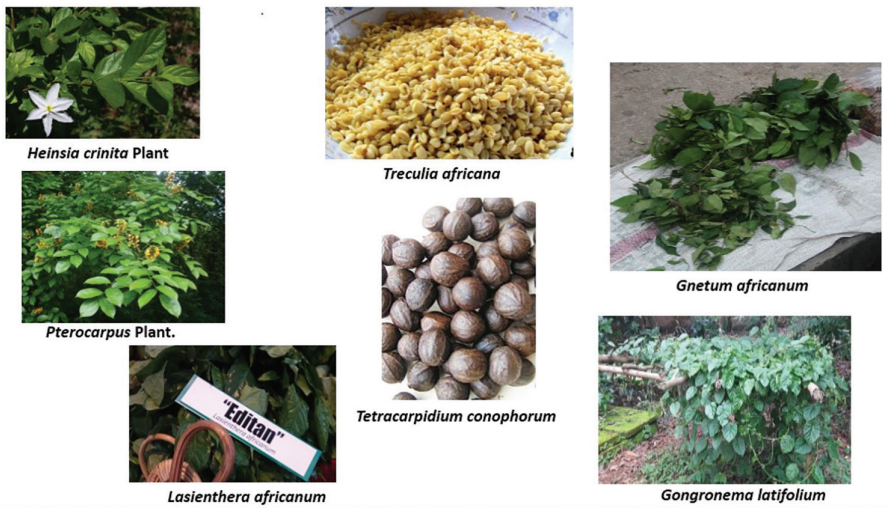 Heinsia crinita Plant
Treculia africana
Gnetum africanum
Pterocarpus Plant.
"Editan"
Lasienthera africanum
Tetracarpidium conophorum
Lasienthera africanum
Gongronema latifolium